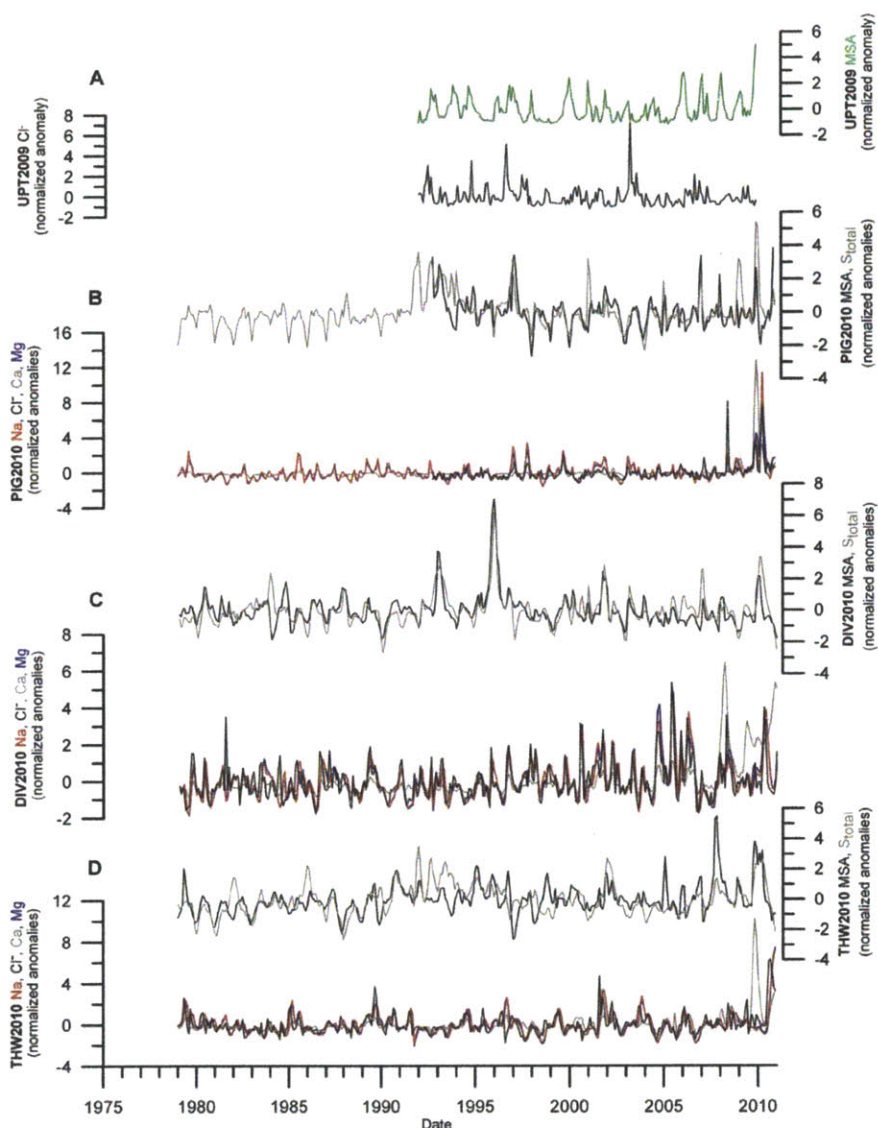 A
6
4
2
0
-2
UPT2009 MSA
(normalized anomaly)
8
6
4
2
0
-2
UPT2009 Cl-
(normalized anomaly)
6
4
2
0
-2
-4
PIG2010 MSA, Stotal
(normalized anomalies)
B
16
12
8
4
0
-4
PIG2010 Na, Cl-, Ca, Mg
(normalized anomalies)
8
6
4
2
0
-2
-4
DIV2010 MSA, Stotal
(normalized anomalies)
C
8
6
4
2
0
-2
DIV2010 Na, Cl-, Ca, Mg
(normalized anomalies)
6
4
2
0
-2
-4
THW2010 MSA, Stotal
(normalized anomalies)
D
12
8
4
0
-4
THW2010 Na, Cl-, Ca, Mg
(normalized anomalies)
1975 1980 1985 1990 1995 2000 2005 2010
Date